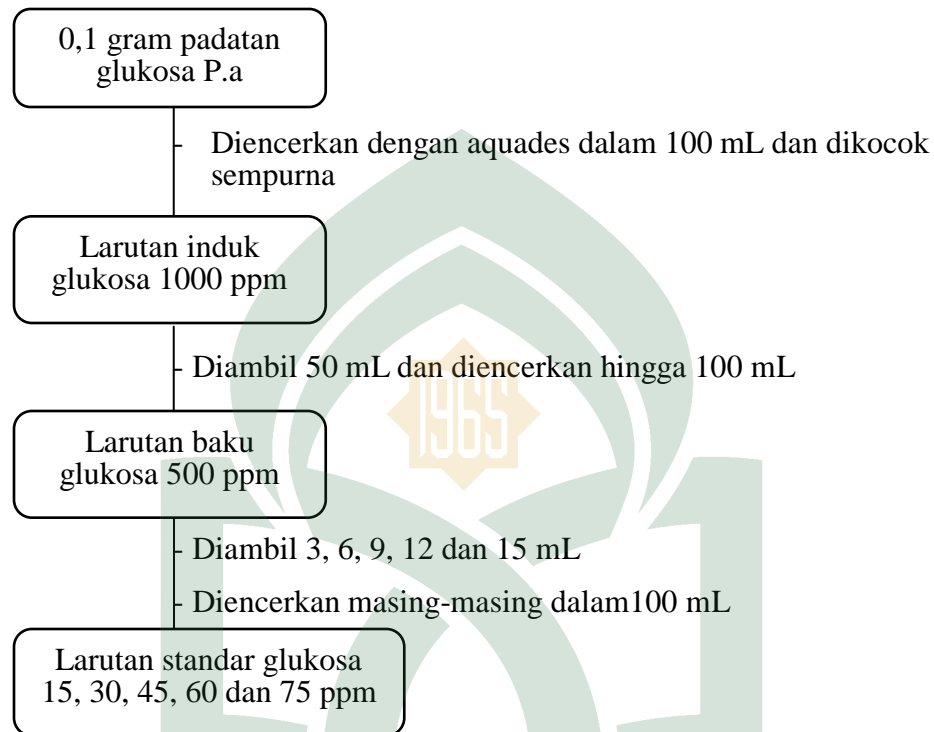 0,1 gram padatan
glukosa P.a
- Diencerkan dengan aquades dalam 100 mL dan dikocok
sempurna
Larutan induk
glukosa 1000 ppm
- Diambil 50 mL dan diencerkan hingga 100 mL
1965
Larutan baku
glukosa 500 ppm
- Diambil 3, 6, 9, 12 dan 15 mL
- Diencerkan masing-masing dalam100 mL
Larutan standar glukosa
15, 30, 45, 60 dan 75 ppm